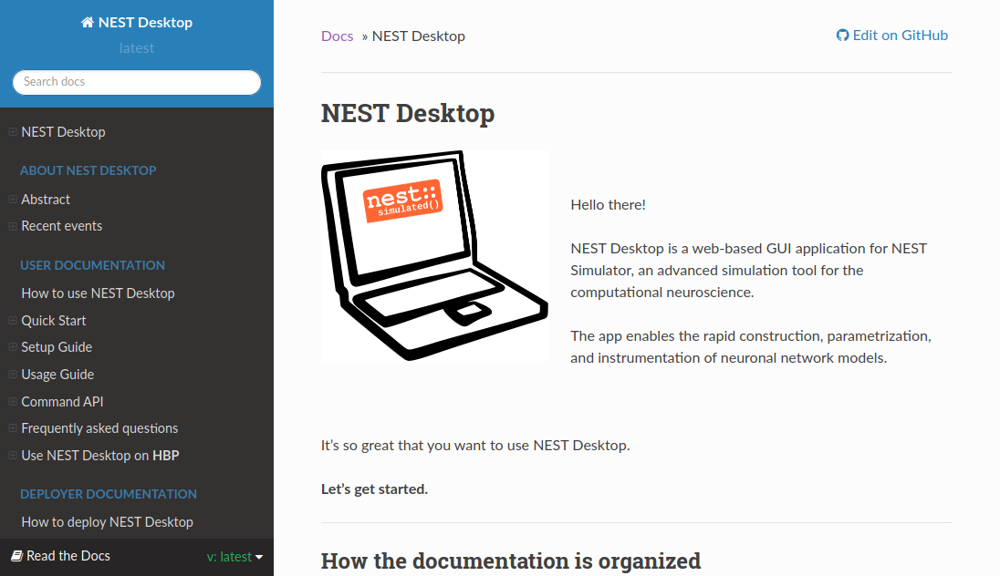 NEST Desktop
latest
Search docs
NEST Desktop
ABOUT NEST DESKTOP
Abstract
Recent events
USER DOCUMENTATION
How to use NEST Desktop
Quick Start
Setup Guide
Usage Guide
Command API
Frequently asked questions
Use NEST Desktop on HBP
DEPLOYER DOCUMENTATION
How to deploy NEST Desktop
Read the Docs
v: latest
Docs » NEST Desktop
Edit on GitHub
NEST Desktop
nest::
simulated()
Hello there!
NEST Desktop is a web-based GUI application for NEST
Simulator, an advanced simulation tool for the
computational neuroscience.
The app enables the rapid construction, parametrization,
and instrumentation of neuronal network models.
It’s so great that you want to use NEST Desktop.
Let’s get started.
How the documentation is organized